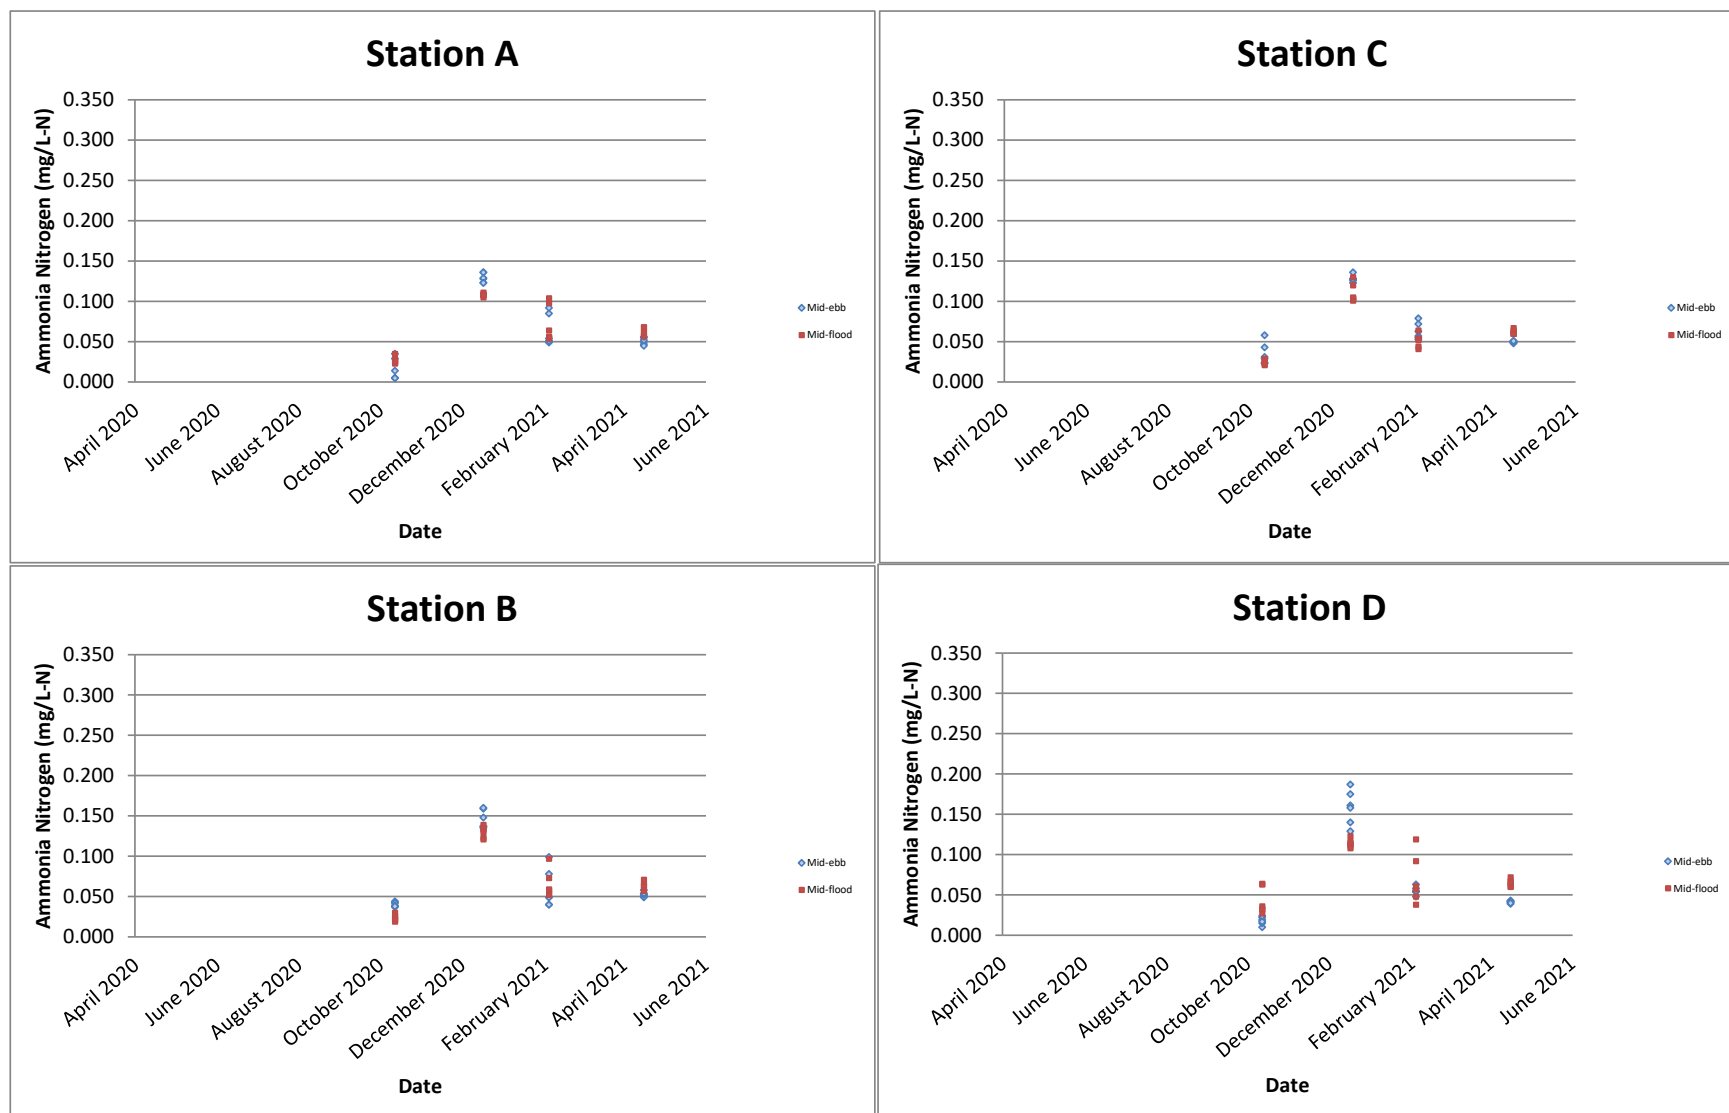 Station A
Ammonia Nitrogen (mg/L-N)
0.350
0.300
0.250
0.200
0.150
0.100
0.050
0.000
April 2020
June 2020
August 2020
October 2020
December 2020
February 2021
April 2021
June 2021
Date
Mid-ebb
Mid-flood
Station C
Ammonia Nitrogen (mg/L-N)
0.350
0.300
0.250
0.200
0.150
0.100
0.050
0.000
April 2020
June 2020
August 2020
October 2020
December 2020
February 2021
April 2021
June 2021
Date
Mid-ebb
Mid-flood
Station B
Ammonia Nitrogen (mg/L-N)
0.350
0.300
0.250
0.200
0.150
0.100
0.050
0.000
April 2020
June 2020
August 2020
October 2020
December 2020
February 2021
April 2021
June 2021
Date
Mid-ebb
Mid-flood
Station D
Ammonia Nitrogen (mg/L-N)
0.350
0.300
0.250
0.200
0.150
0.100
0.050
0.000
April 2020
June 2020
August 2020
October 2020
December 2020
February 2021
April 2021
June 2021
Date
Mid-ebb
Mid-flood